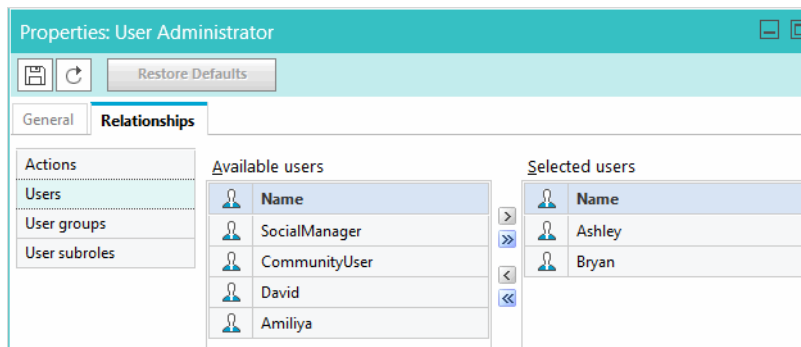 Properties: User Administrator
Restore Defaults
General
Relationships
Actions
Users
User groups
User subroles
Available users
Name
SocialManager
CommunityUser
David
Amiliya
Selected users
Name
Ashley
Bryan